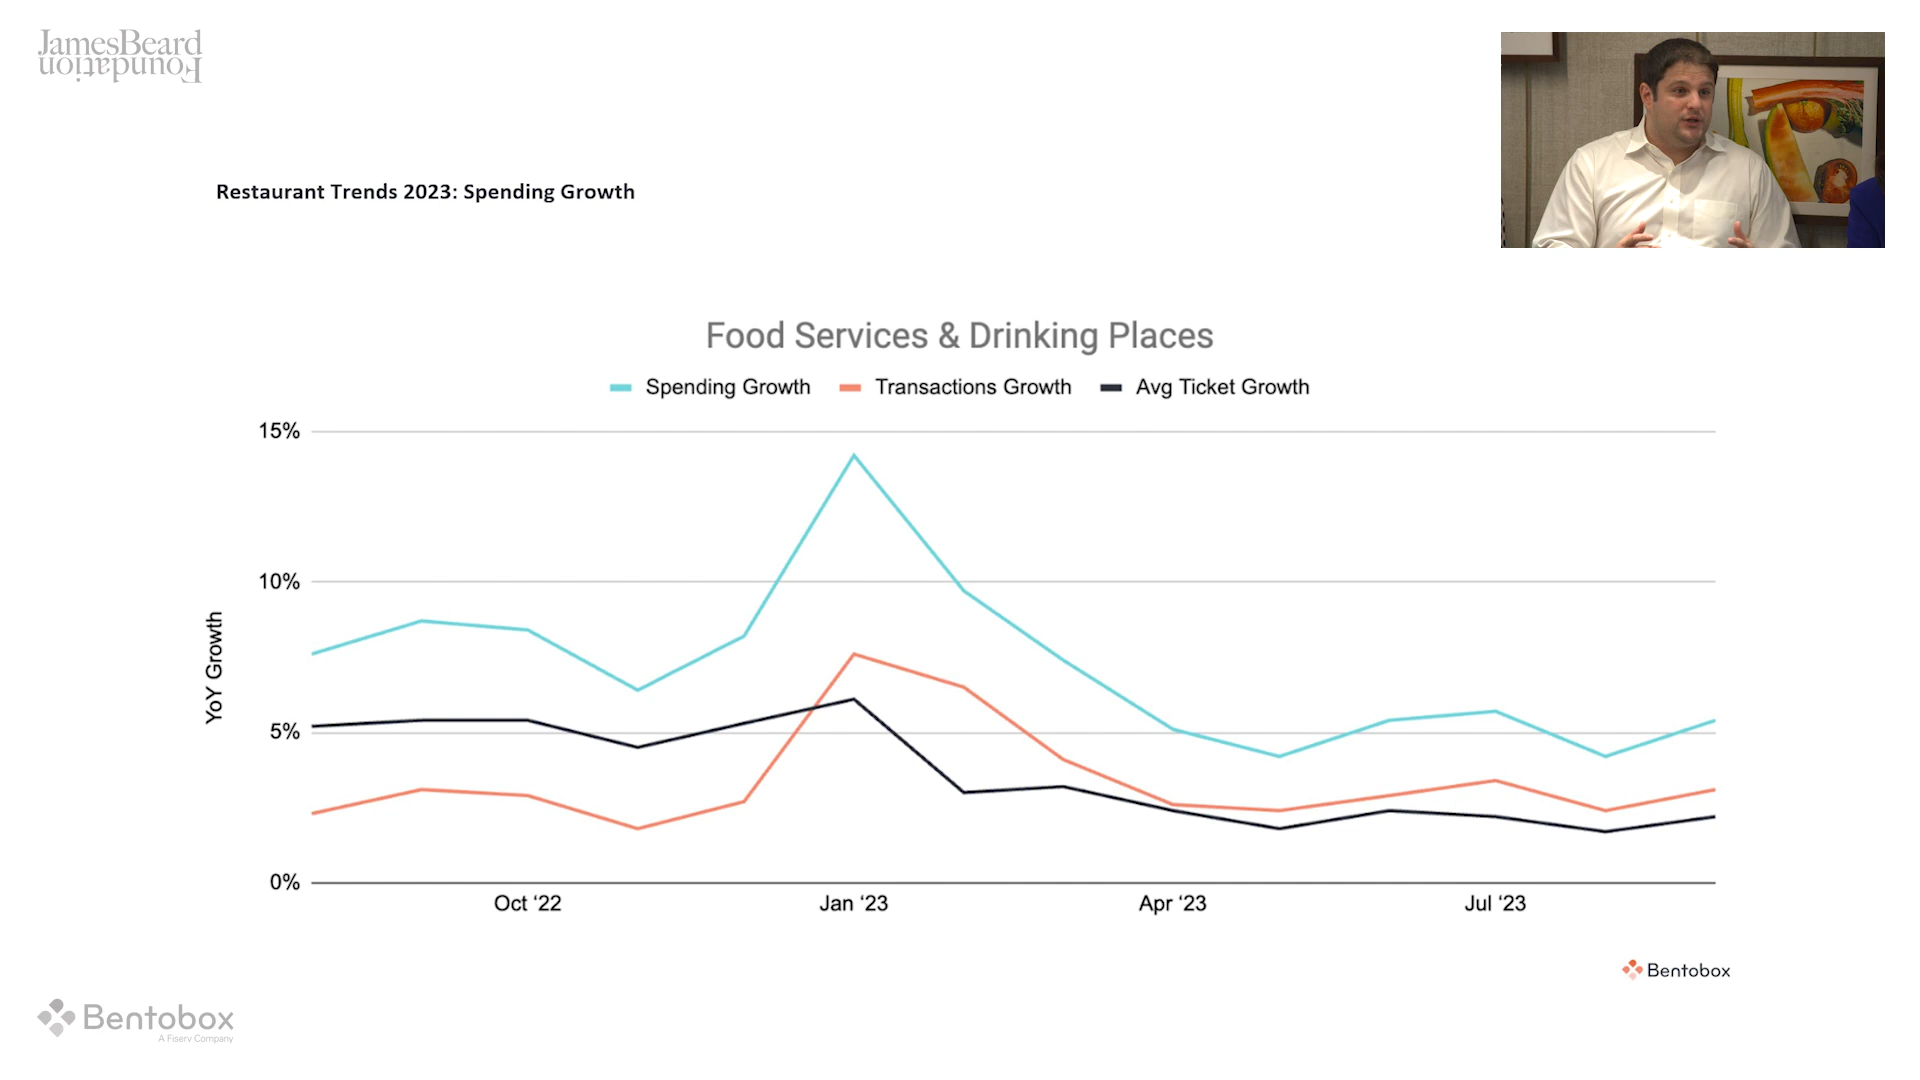 JamesBeard
Foundation
Restaurant Trends 2023: Spending Growth
Food Services & Drinking Places
Spending Growth Transactions Growth Avg Ticket Growth
15%
10%
YoY Growth
5%
0%
Oct ‘22 Jan ‘23 Apr ‘23 Jul ‘23
Bentobox
Bentobox
A Fiserv Company